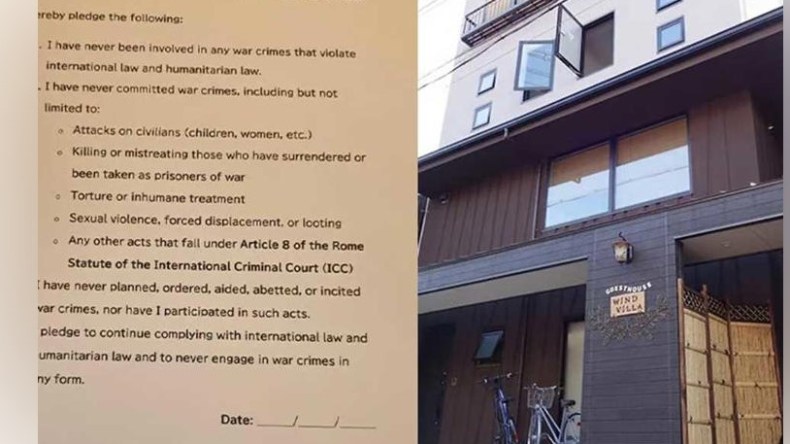 ereby pledge the following:
. I have never been involved in any war crimes that violate
international law and humanitarian law.
. I have never committed war crimes, including but not
limited to:
Attacks on civilians (children, women, etc.)
Killing or mistreating those who have surrendered or
been taken as prisoners of war
Torture or inhumane treatment
Sexual violence, forced displacement, or looting
Any other acts that fall under Article 8 of the Rome
Statute of the International Criminal Court (ICC)
I have never planned, ordered, aided, abetted, or incited
war crimes, nor have I participated in such acts.
pledge to continue complying with international law and
umanitarian law and to never engage in war crimes in
ny form.
Date: ____/____/____
GUESTHOUSE
WIND
VILLA